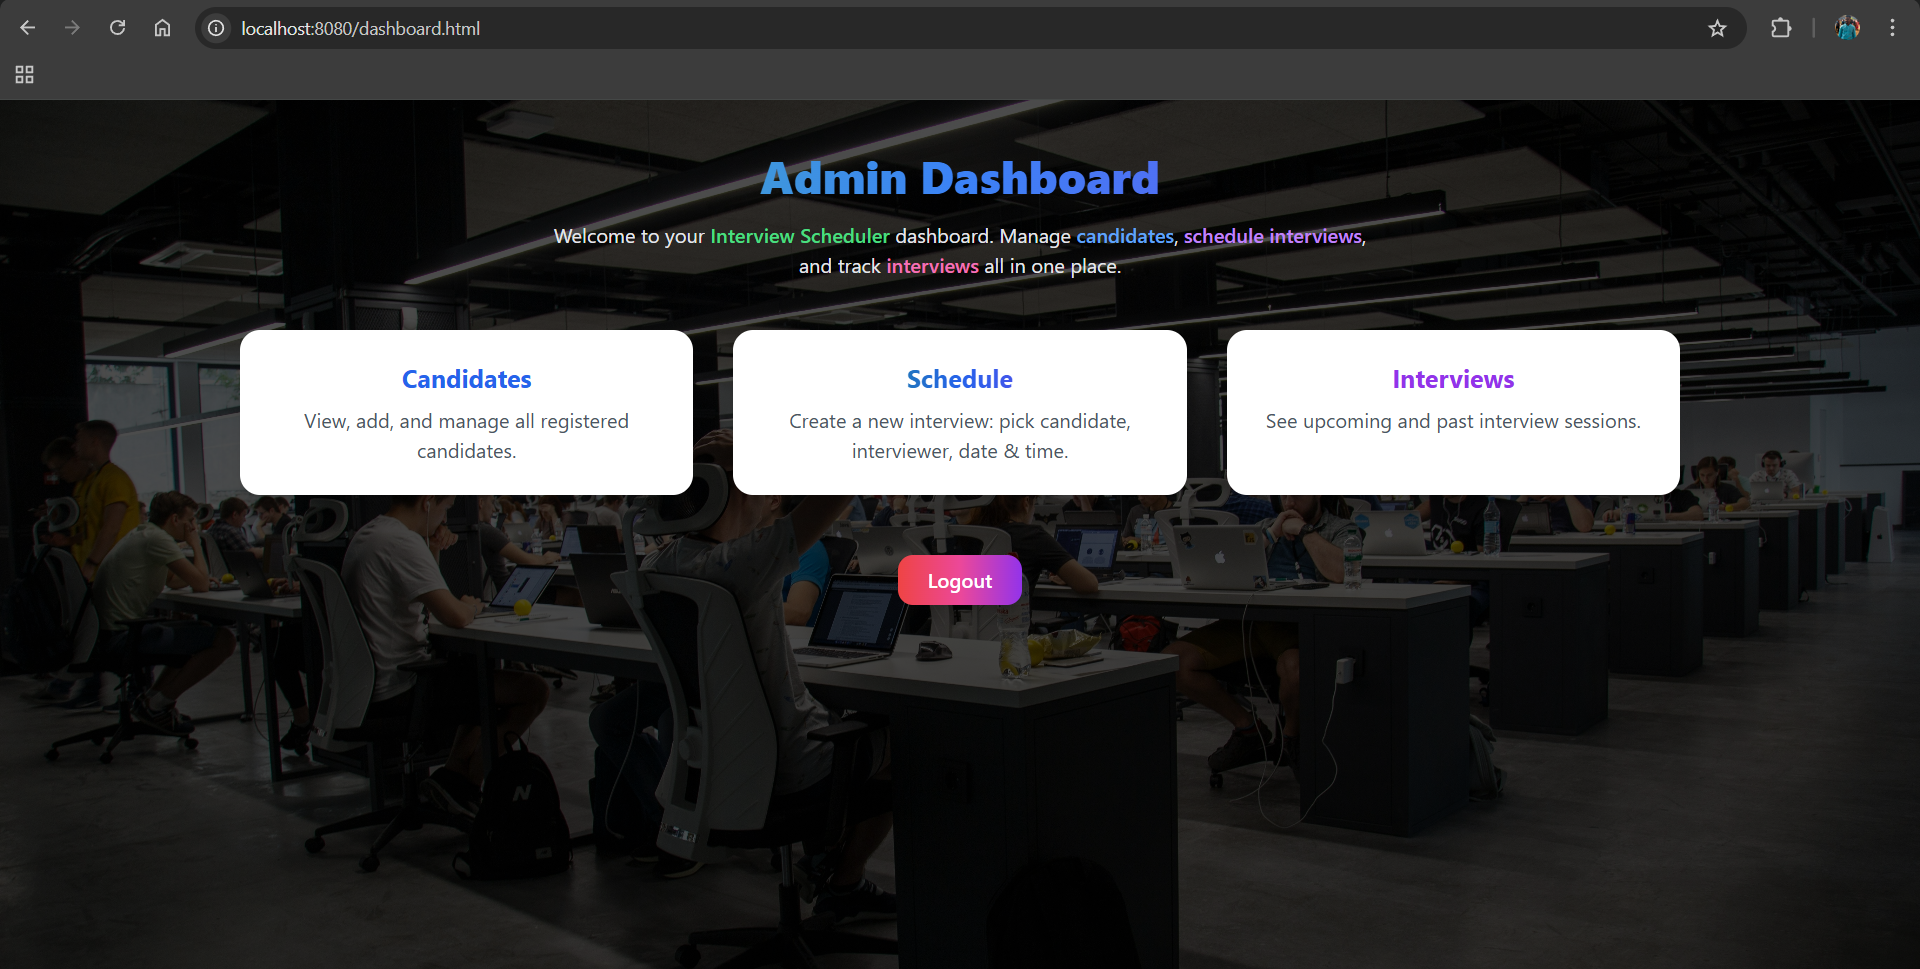 localhost:8080/dashboard.html
Admin Dashboard
Welcome to your Interview Scheduler dashboard. Manage candidates, schedule interviews,
and track interviews all in one place.
Candidates
View, add, and manage all registered
candidates.
Schedule
Create a new interview: pick candidate,
interviewer, date & time.
Interviews
See upcoming and past interview sessions.
Logout